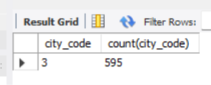 Result Grid Filter Rows:
city_code count(city_code)
3 595